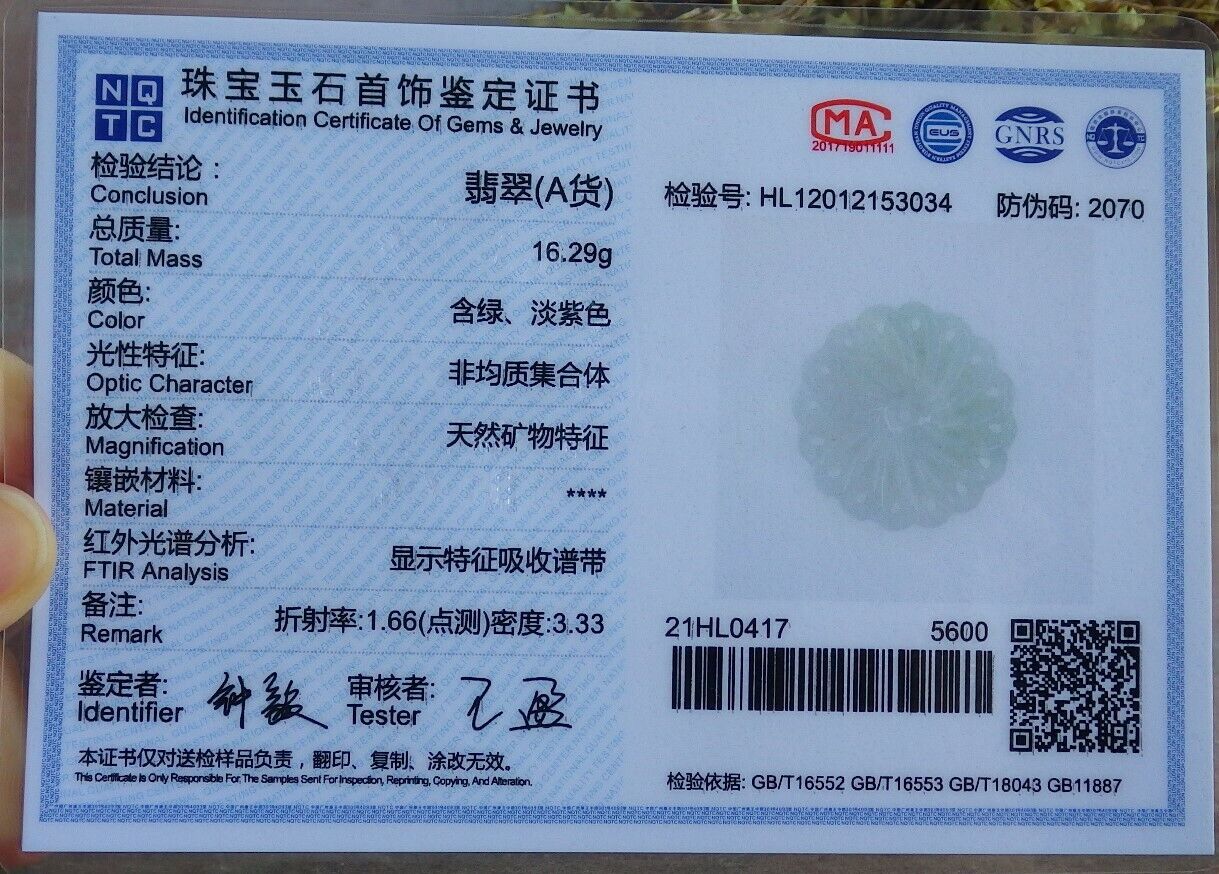 NQTC
珠宝玉石首饰鉴定证书
Identification Certificate Of Gems & Jewelry
检验结论：
Conclusion
翡翠(A货)
总质量:
Total Mass
16.29g
颜色:
Color
含绿、淡紫色
光性特征:
Optic Character
非均质集合体
放大检查:
Magnification
天然矿物特征
镶嵌材料:
Material
****
红外光谱分析:
FTIR Analysis
显示特征吸收谱带
备注:
Remark
折射率:1.66(点测)密度:3.33
鉴定者:
Identifier
审核者:
Tester
本证书仅对送检样品负责，翻印、复制、涂改无效。
This Certificate Is Only Responsible For The Samples Sent For Inspection, Reprinting, Copying, And Alteration.
MA
201719011111
EUS
GNRS
检验号: HL12012153034 防伪码: 2070
21HL0417 5600
检验依据: GB/T16552 GB/T16553 GB/T18043 GB11887